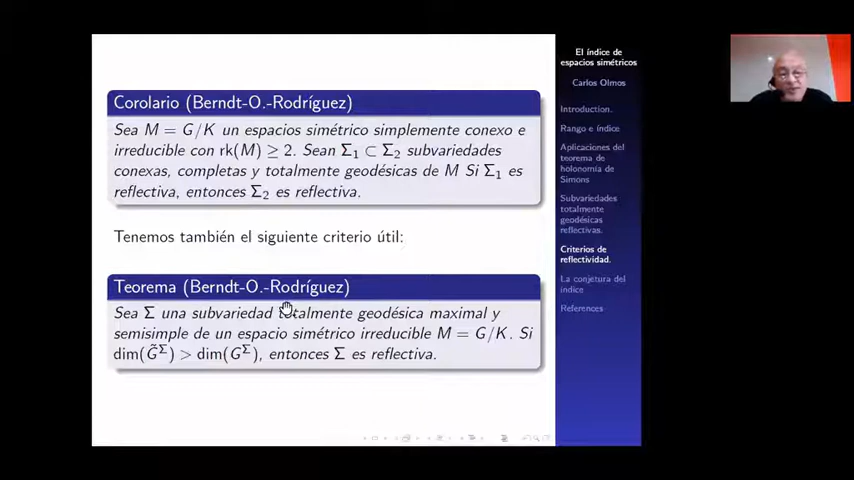 Corolario (Berndt-O.-Rodríguez)
Sea M = G/K un espacios simétrico simplemente conexo e
irreducible con rk(M) ≥ 2. Sean Σ₁ ⊂ Σ₂ subvariedades
conexas, completas y totalmente geodésicas de M Si Σ₁ es
reflectiva, entonces Σ₂ es reflectiva.
Tenemos también el siguiente criterio útil:
Teorema (Berndt-O.-Rodríguez)
Sea Σ una subvariedad totalmente geodésica maximal y
semisimple de un espacio simétrico irreducible M = G/K. Si
dim(G̃^Σ) > dim(G^Σ), entonces Σ es reflectiva.
El índice de
espacios simétricos
Carlos Olmos
Introduction.
Rango e índice
Aplicaciones del
teorema de
holonomía de
Simons
Subvariedades
totalmente
geodésicas
reflectivas.
Criterios de
reflectividad.
La conjetura del
índice
References